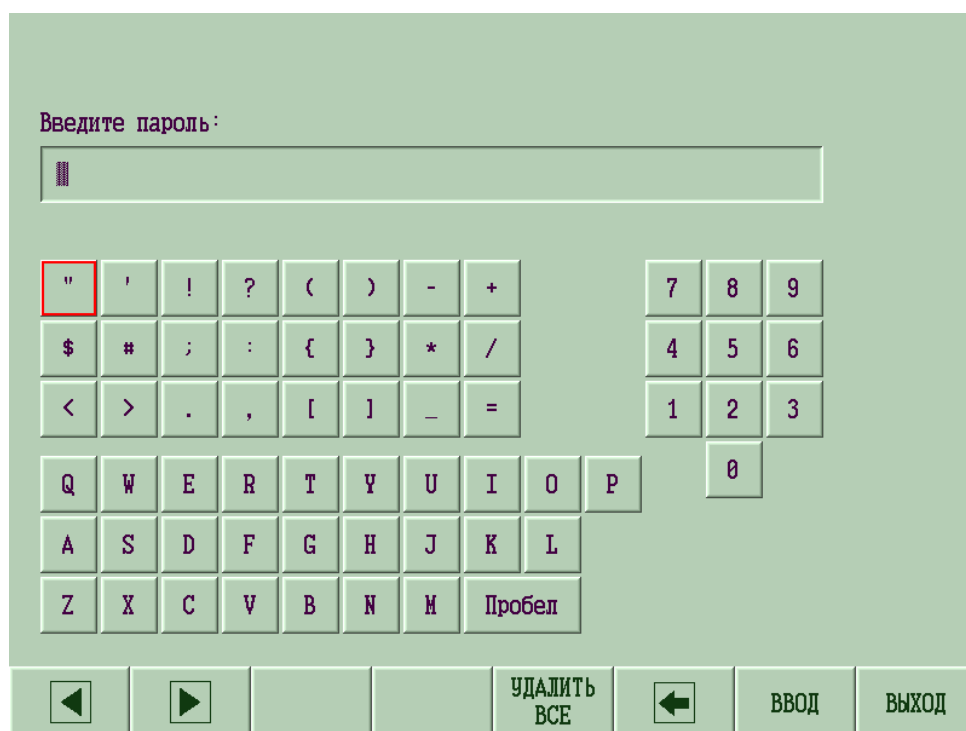 Введите пароль:
" ' ! ? ( ) - + 7 8 9
$ # ; : { } * / 4 5 6
< > . , [ ] _ = 1 2 3
0
Q W E R T Y U I O P
A S D F G H J K L
Z X C V B N M Пробел
УДАЛИТЬ
ВСЕ
ВВОД
ВЫХОД